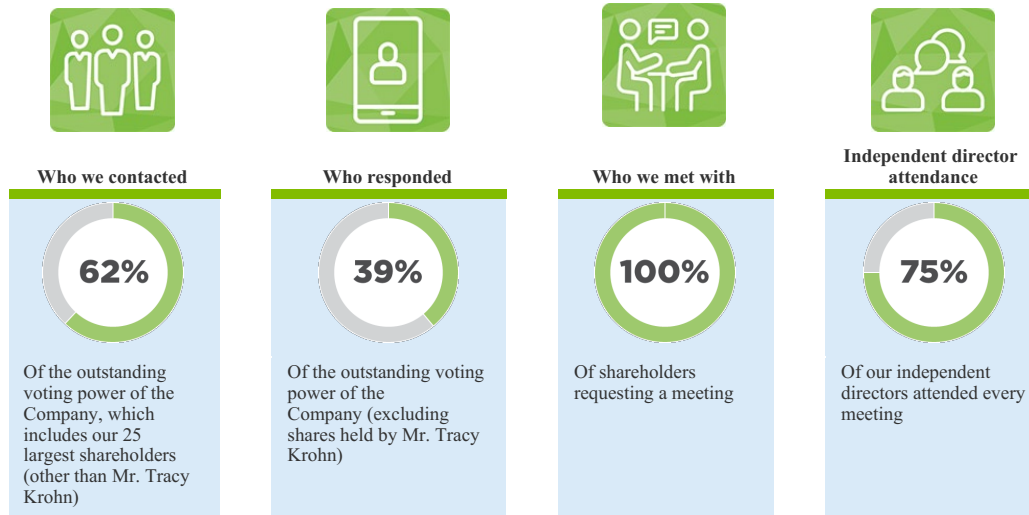 Who we contacted
62%
Of the outstanding
voting power of the
Company, which
includes our 25
largest shareholders
(other than Mr. Tracy
Krohn)
Who responded
39%
Of the outstanding voting
power of the
Company (excluding
shares held by Mr. Tracy
Krohn)
Who we met with
100%
Of shareholders
requesting a meeting
Independent director
attendance
75%
Of our independent
directors attended every
meeting